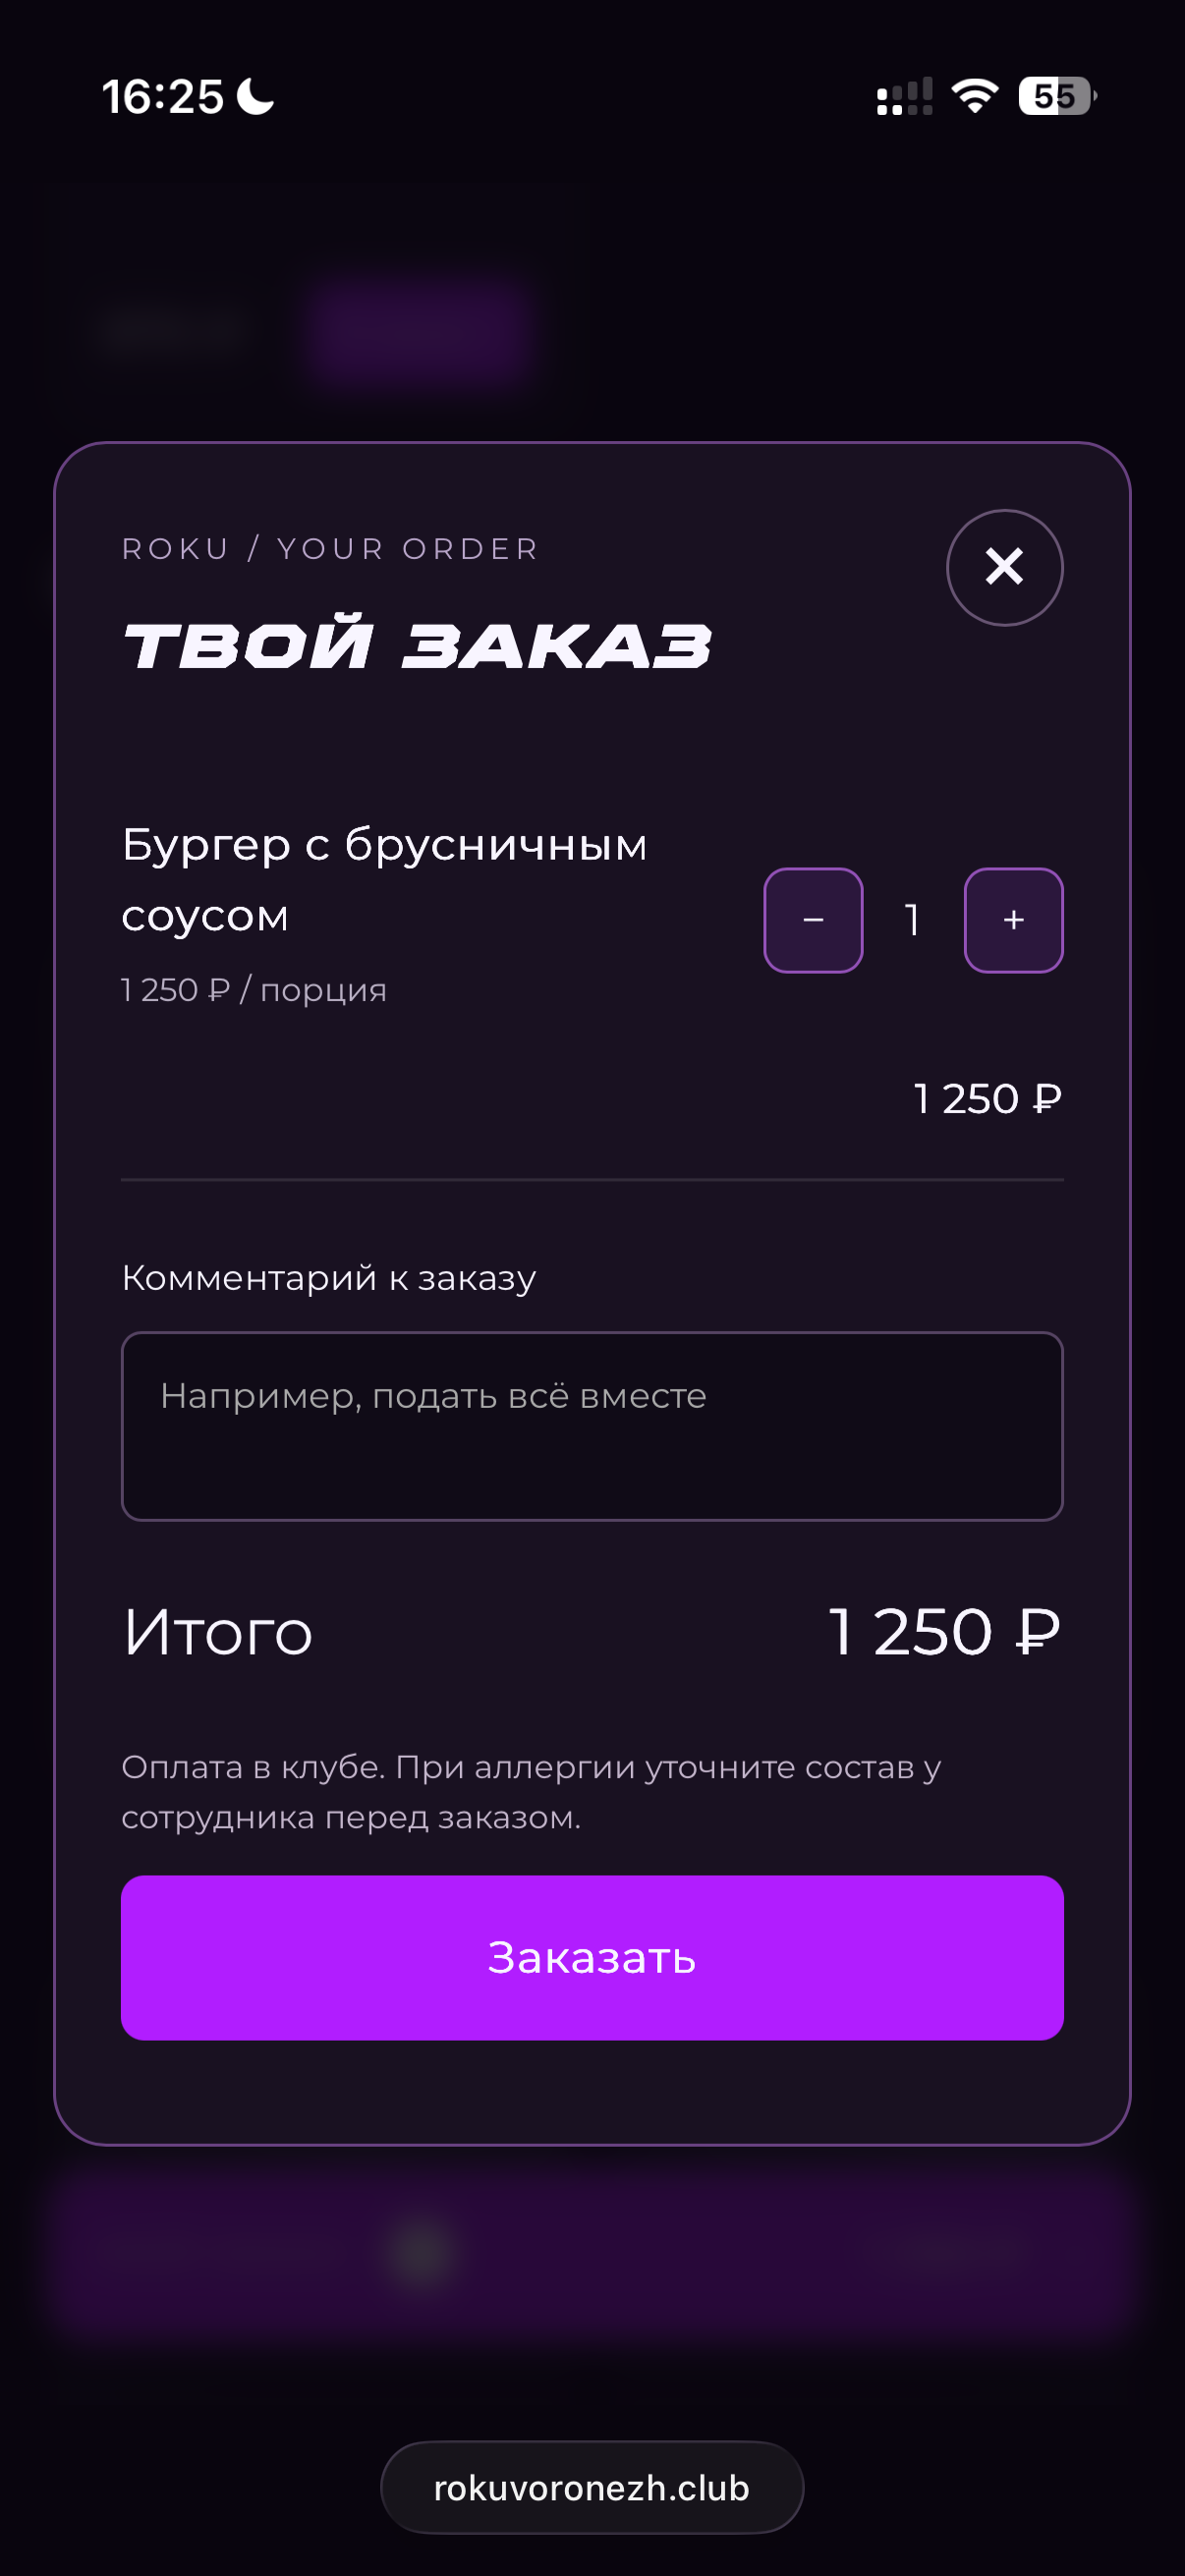 16:25
55
ROKU / YOUR ORDER
ТВОЙ ЗАКАЗ
Бургер с брусничным
соусом
1 250 ₽ / порция
− 1 +
1 250 ₽
Комментарий к заказу
Например, подать всё вместе
Итого 1 250 ₽
Оплата в клубе. При аллергии уточните состав у
сотрудника перед заказом.
Заказать
rokuvoronezh.club